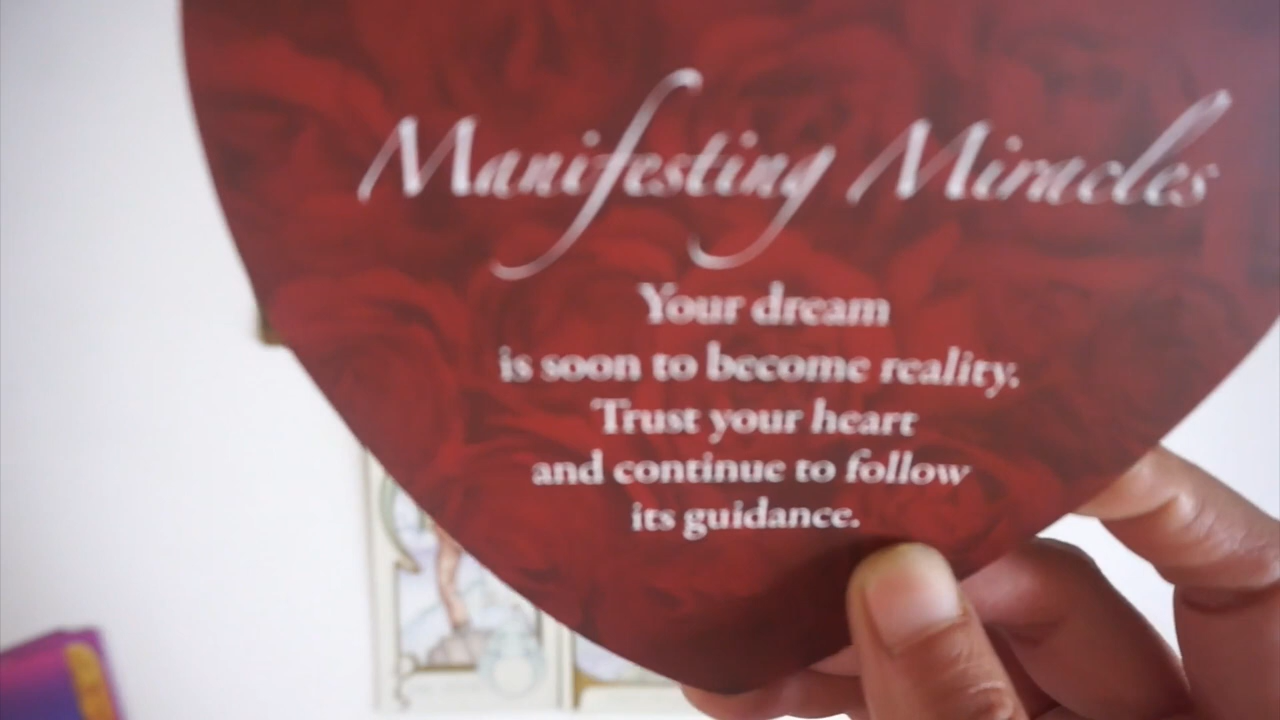 Manifesting Miracles
Your dream
is soon to become reality.
Trust your heart
and continue to follow
its guidance.